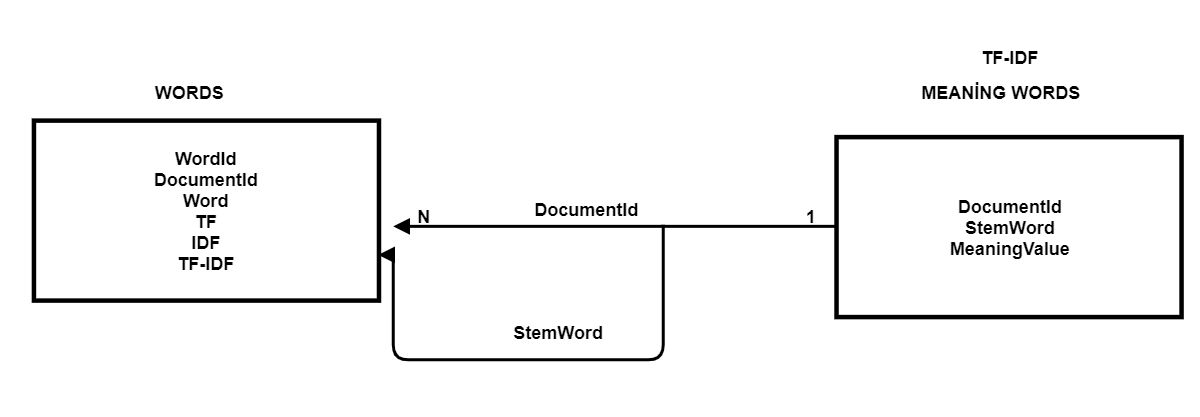 TF-IDF
WORDS
MEANİNG WORDS
WordId
DocumentId
Word
TF
IDF
TF-IDF
N
DocumentId
1
StemWord
DocumentId
StemWord
MeaningValue